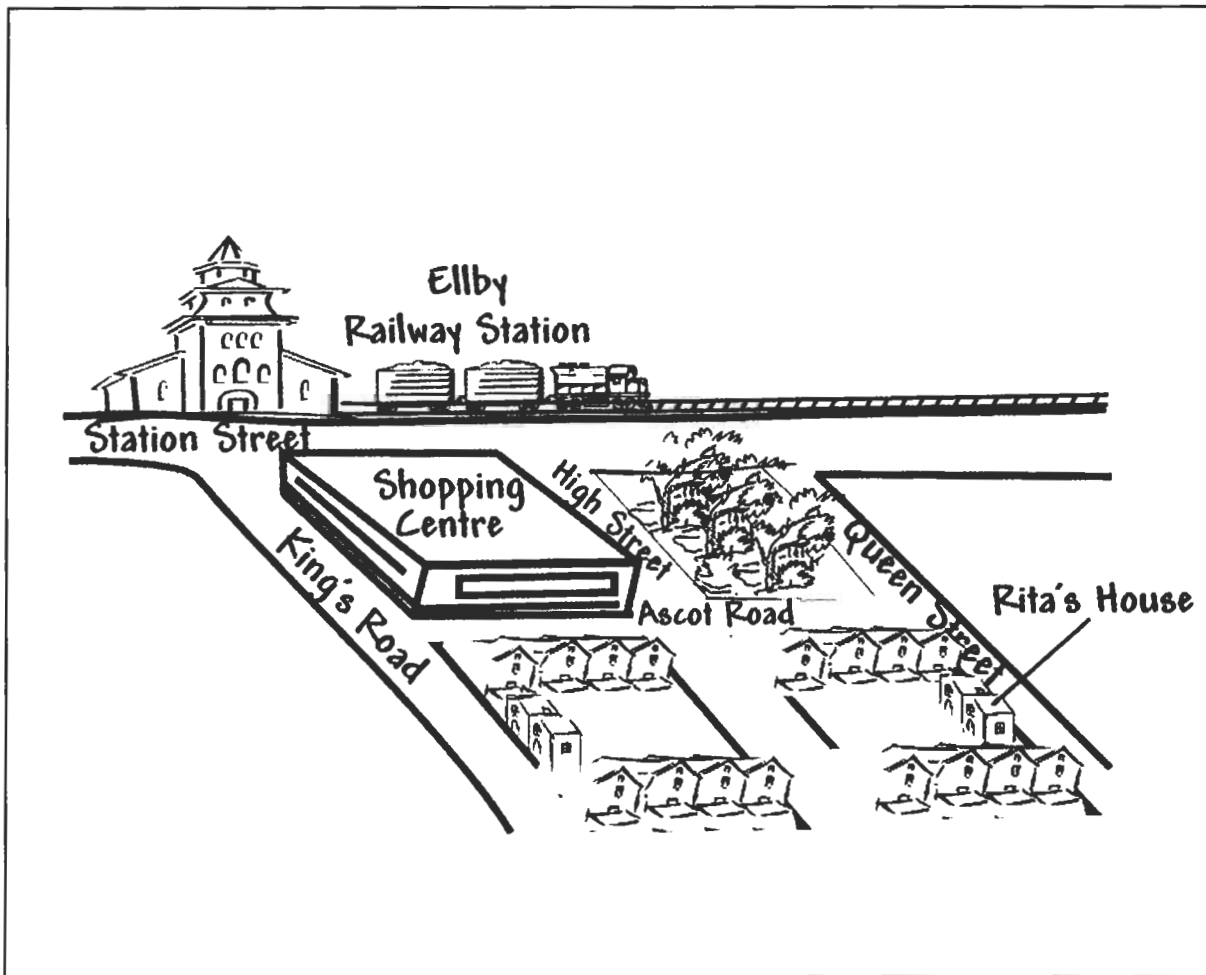 Ellby
Railway Station
Station Street
Shopping
Centre
High Street
King's Road
Queen Street
Ascot Road
Rita's House